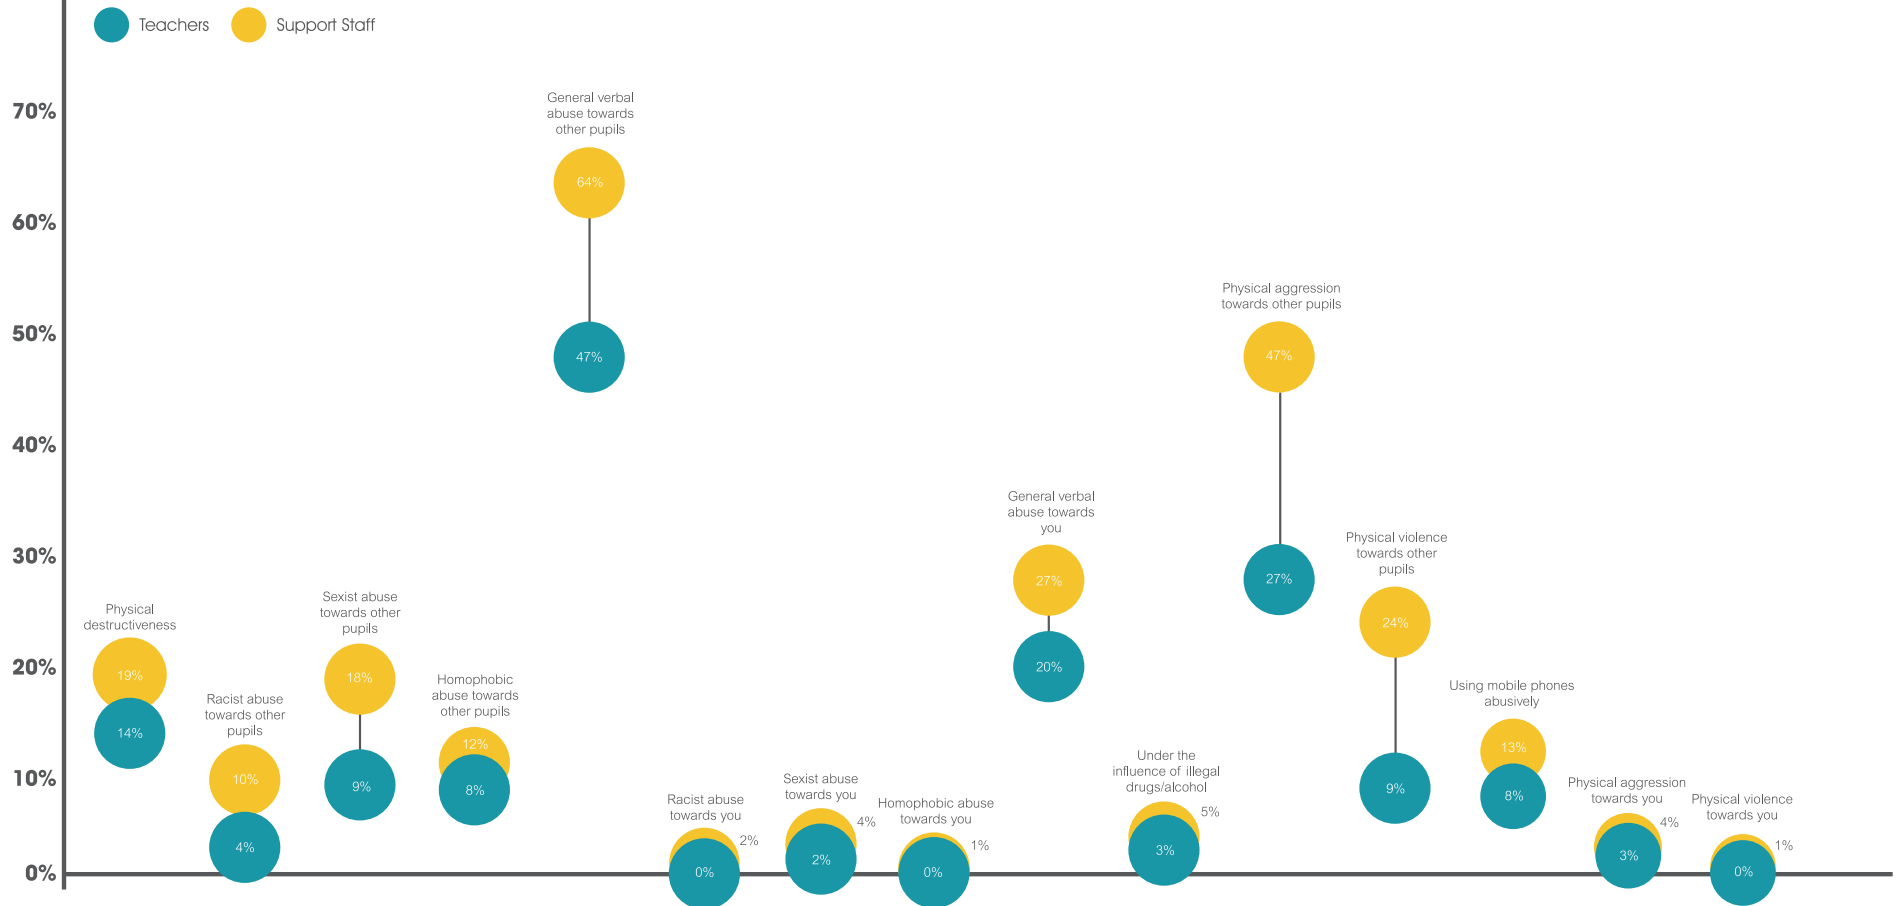 Teachers
Support Staff
70%
60%
50%
40%
30%
20%
10%
0%
Physical
destructiveness
19%
14%
Racist abuse
towards other
pupils
10%
4%
Sexist abuse
towards other
pupils
18%
9%
Homophobic
abuse towards
other pupils
12%
8%
General verbal
abuse towards
other pupils
64%
47%
Racist abuse
towards you
2%
0%
Sexist abuse
towards you
4%
2%
Homophobic abuse
towards you
1%
0%
General verbal
abuse towards
you
27%
20%
Under the
influence of illegal
drugs/alcohol
5%
3%
Physical aggression
towards other pupils
47%
27%
Physical violence
towards other
pupils
24%
9%
Using mobile phones
abusively
13%
8%
Physical aggression
towards you
4%
3%
Physical violence
towards you
1%
0%